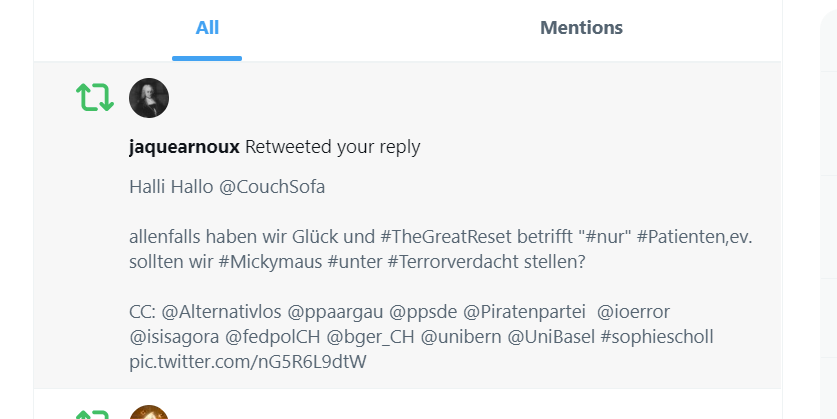 All
Mentions
jaquearnoux Retweeted your reply
Halli Hallo @CouchSofa
allenfalls haben wir Glück und #TheGreatReset betrifft "#nur" #Patienten,ev.
sollten wir #Mickymaus #unter #Terrorverdacht stellen?
CC: @Alternativlos @ppaargau @ppsde @Piratenpartei @ioerror
@isisagora @fedpolCH @bger_CH @unibern @UniBasel #sophiescholl
pic.twitter.com/nG5R6L9dtW